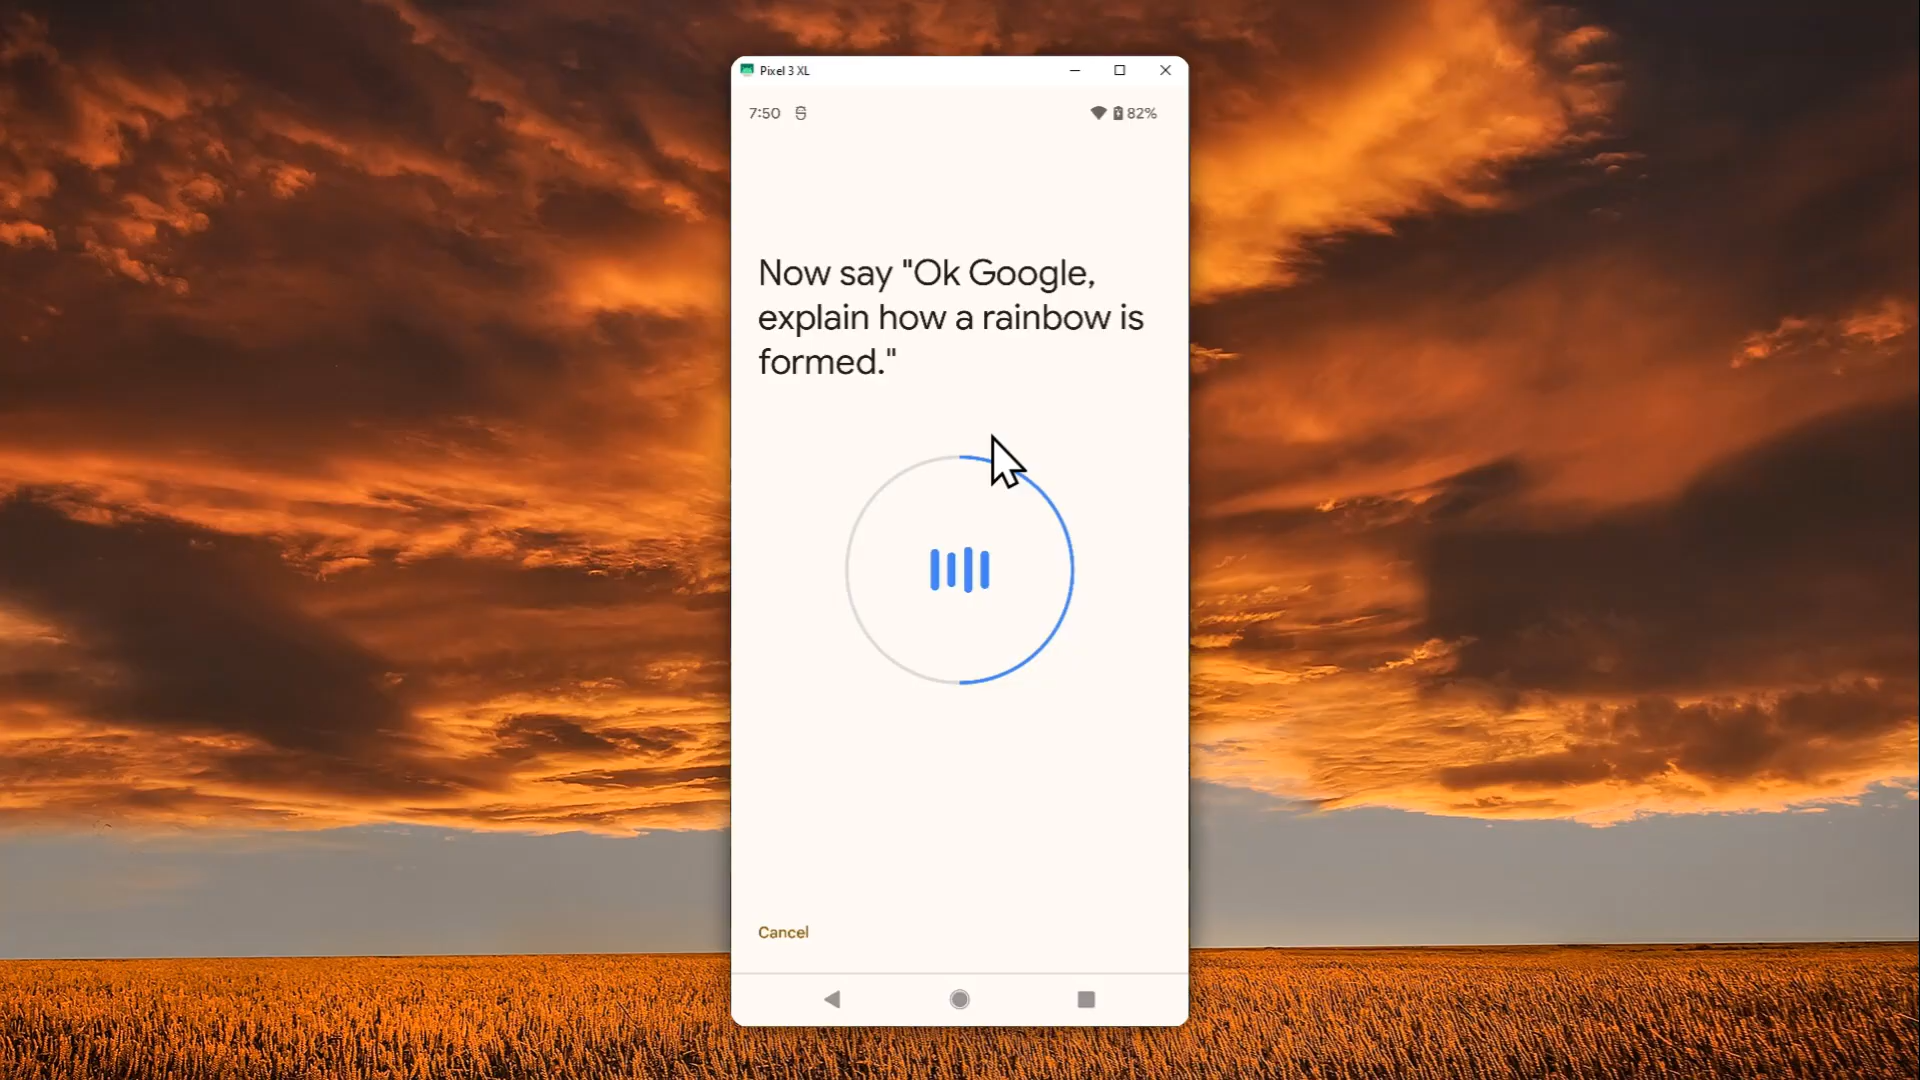 Pixel 3 XL
7:50 82%
Now say "Ok Google,
explain how a rainbow is
formed."
Cancel